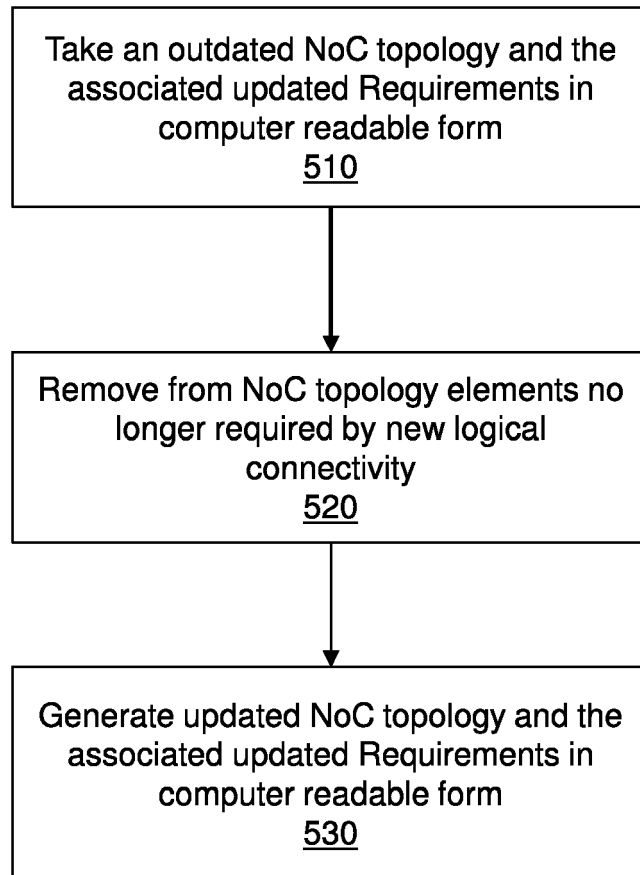 Take an outdated NoC topology and the
associated updated Requirements in
computer readable form
510
Remove from NoC topology elements no
longer required by new logical
connectivity
520
Generate updated NoC topology and the
associated updated Requirements in
computer readable form
530